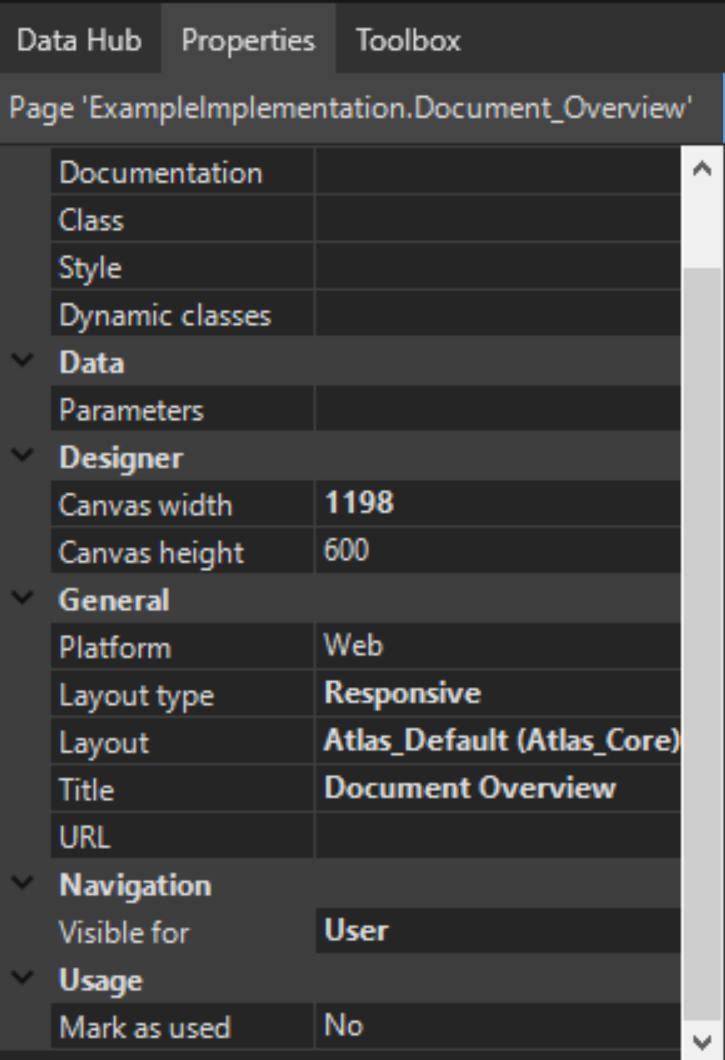 Data Hub Properties Toolbox
Page 'ExampleImplementation.Document_Overview'
Documentation
Class
Style
Dynamic classes
Data
Parameters
Designer
Canvas width 1198
Canvas height 600
General
Platform Web
Layout type Responsive
Layout Atlas_Default (Atlas_Core)
Title Document Overview
URL
Navigation
Visible for User
Usage
Mark as used No